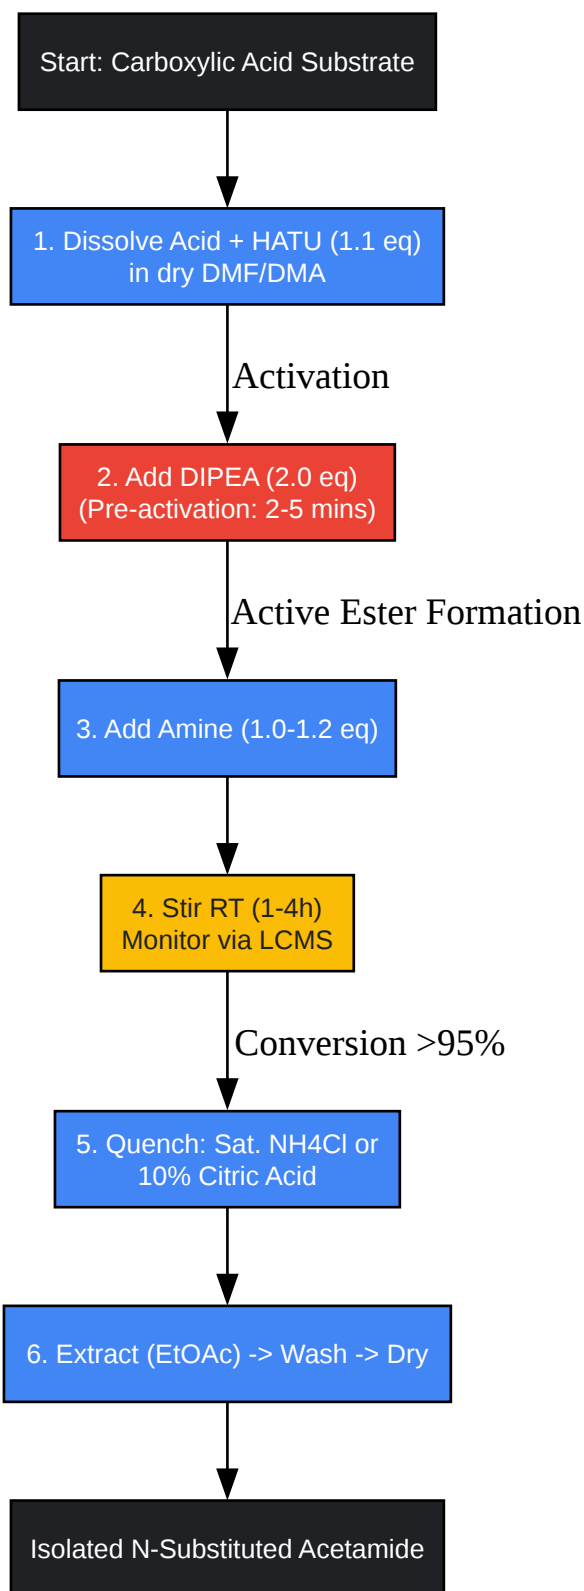 Start: Carboxylic Acid Substrate
1. Dissolve Acid + HATU (1.1 eq)
in dry DMF/DMA
Activation
2. Add DIPEA (2.0 eq)
(Pre-activation: 2-5 mins)
Active Ester Formation
3. Add Amine (1.0-1.2 eq)
4. Stir RT (1-4h)
Monitor via LCMS
Conversion >95%
5. Quench: Sat. NH4Cl or
10% Citric Acid
6. Extract (EtOAc) -> Wash -> Dry
Isolated N-Substituted Acetamide